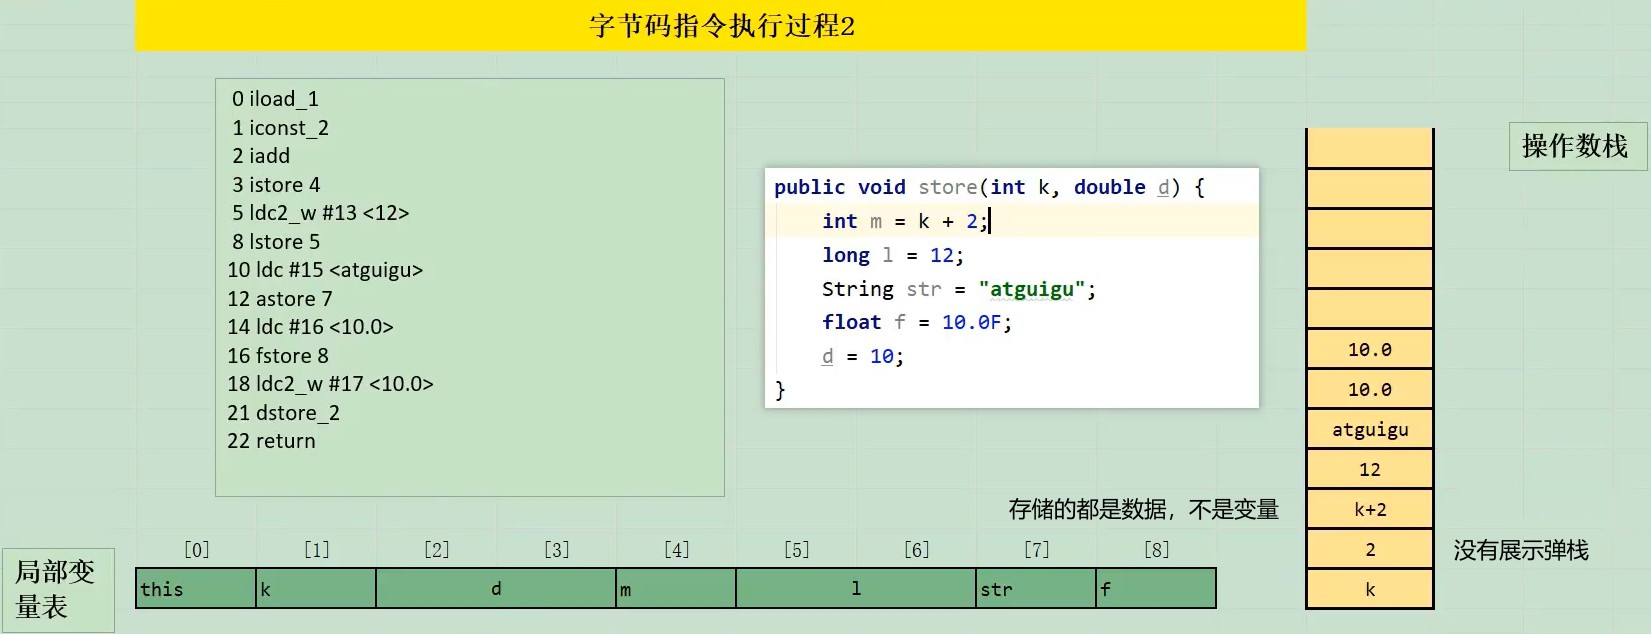 字节码指令执行过程2
0 iload_1
1 iconst_2
2 iadd
3 istore 4
5 ldc2_w #13 <12>
8 lstore 5
10 ldc #15 <atguigu>
12 astore 7
14 ldc #16 <10.0>
16 fstore 8
18 ldc2_w #17 <10.0>
21 dstore_2
22 return
public void store(int k, double d) {
int m = k + 2;
long l = 12;
String str = "atguigu";
float f = 10.0F;
d = 10;
}
操作数栈
10.0
10.0
atguigu
12
k+2
2
k
存储的都是数据，不是变量
没有展示弹栈
局部变
量表
[0] [1] [2] [3] [4] [5] [6] [7] [8]
this k d m l str f